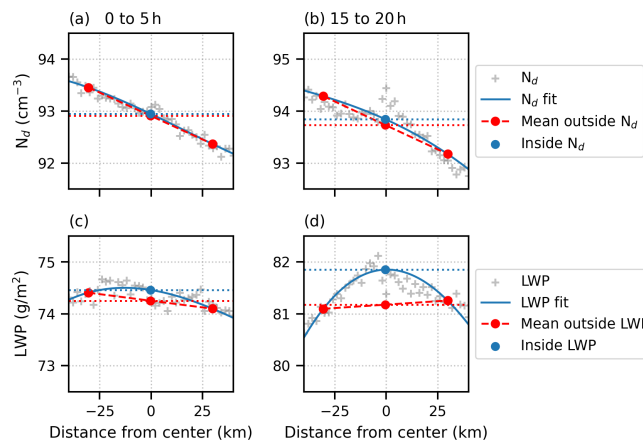 (a) 0 to 5 h
(b) 15 to 20 h
94
93
92
N_d (cm⁻³)
95
94
93
N_d
N_d fit
Mean outside N_d
Inside N_d
(c)
(d)
75
74
73
LWP (g/m²)
82
81
80
LWP
LWP fit
Mean outside LWP
Inside LWP
−25 0 25
−25 0 25
Distance from center (km)
Distance from center (km)